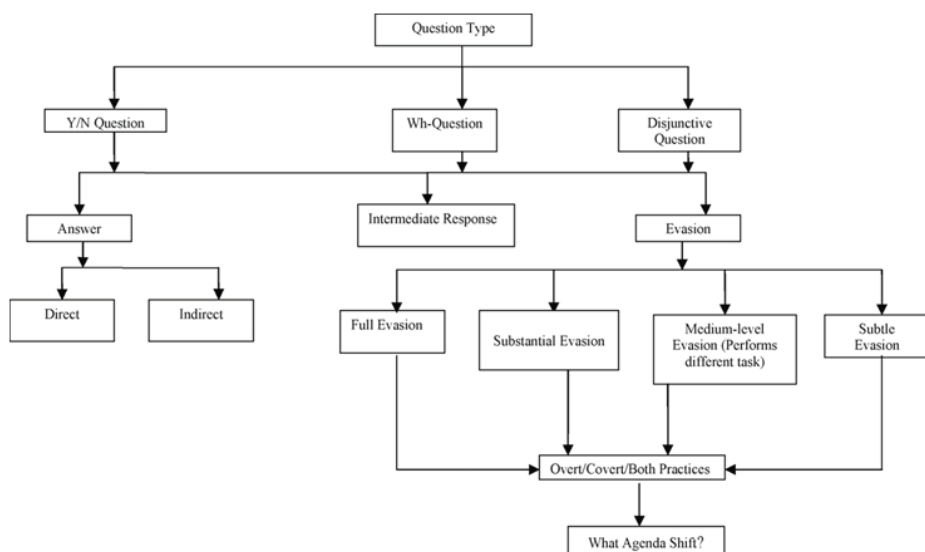 Question Type
Y/N Question
Wh-Question
Disjunctive
Question
Answer
Intermediate Response
Evasion
Direct
Indirect
Full Evasion
Substantial Evasion
Medium-level
Evasion (Performs
different task)
Subtle
Evasion
Overt/Covert/Both Practices
What Agenda Shift?